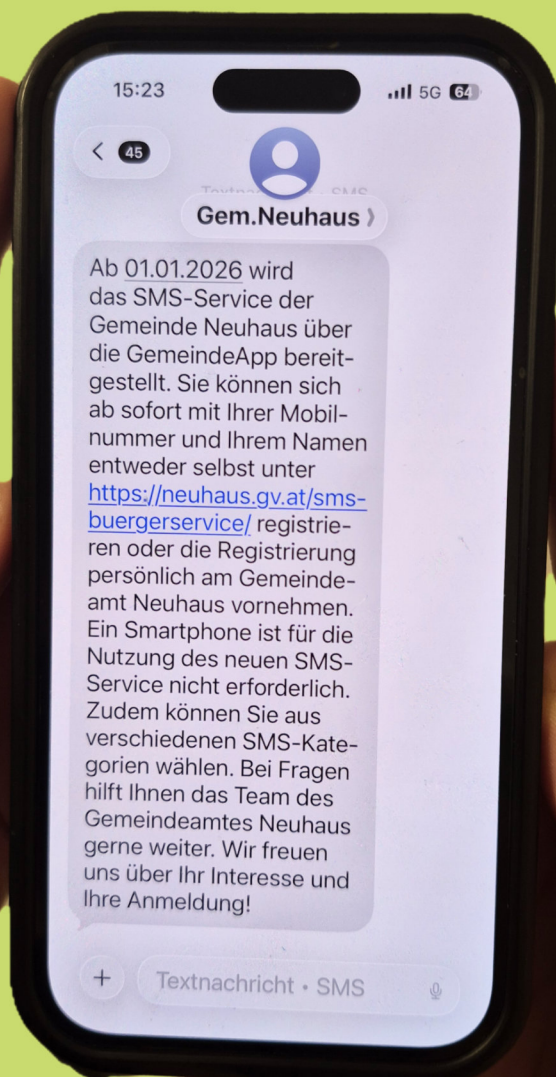 15:23
5G 64
45
Textna · SMS
Gem.Neuhaus
Ab 01.01.2026 wird
das SMS-Service der
Gemeinde Neuhaus über
die GemeindeApp bereit-
gestellt. Sie können sich
ab sofort mit Ihrer Mobil-
nummer und Ihrem Namen
entweder selbst unter
https://neuhaus.gv.at/sms-
buergerservice/ registrie-
ren oder die Registrierung
persönlich am Gemeinde-
amt Neuhaus vornehmen.
Ein Smartphone ist für die
Nutzung des neuen SMS-
Service nicht erforderlich.
Zudem können Sie aus
verschiedenen SMS-Kate-
gorien wählen. Bei Fragen
hilft Ihnen das Team des
Gemeindeamtes Neuhaus
gerne weiter. Wir freuen
uns über Ihr Interesse und
Ihre Anmeldung!
Textnachricht • SMS